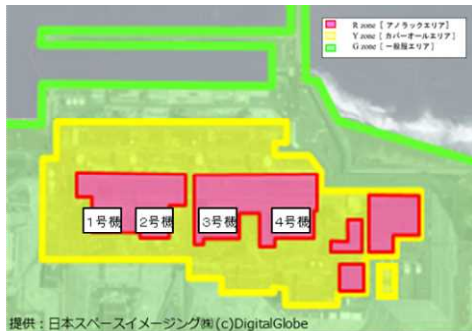 R zone [ アノラックエリア]
Y zone [ カバーオールエリア]
G zone [ 一般服エリア]
1号機
2号機
3号機
4号機
提供：日本スペースイメージング㈱(c)DigitalGlobe